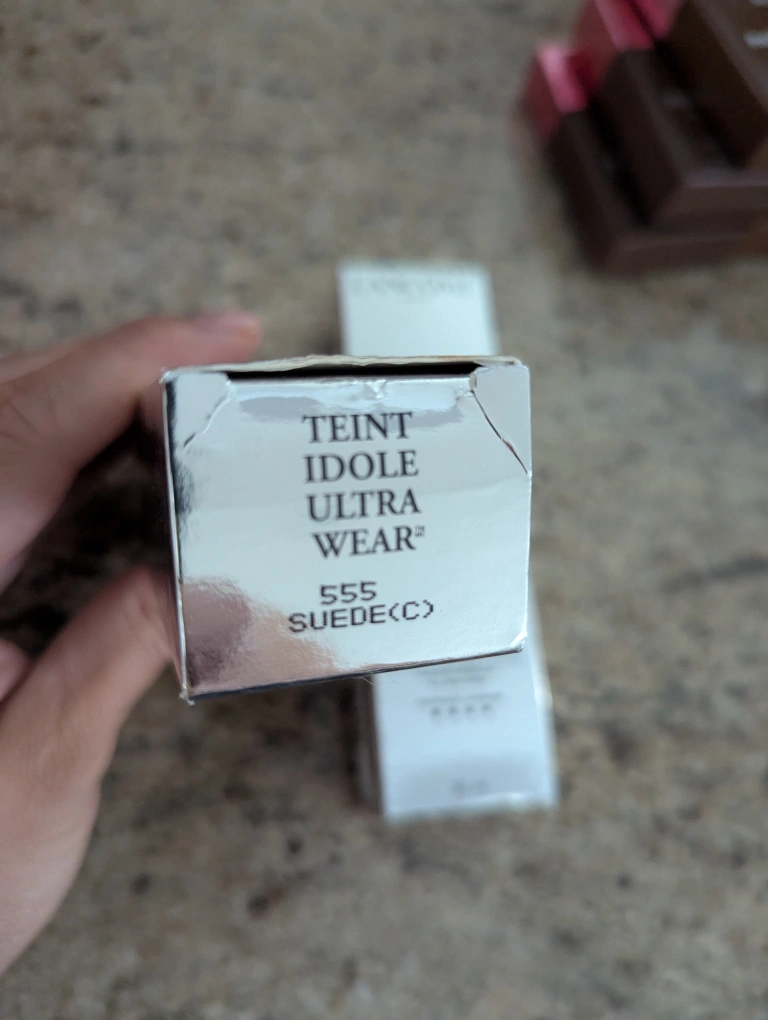 TEINT
IDOLE
ULTRA
WEAR
555
SUEDE(C)